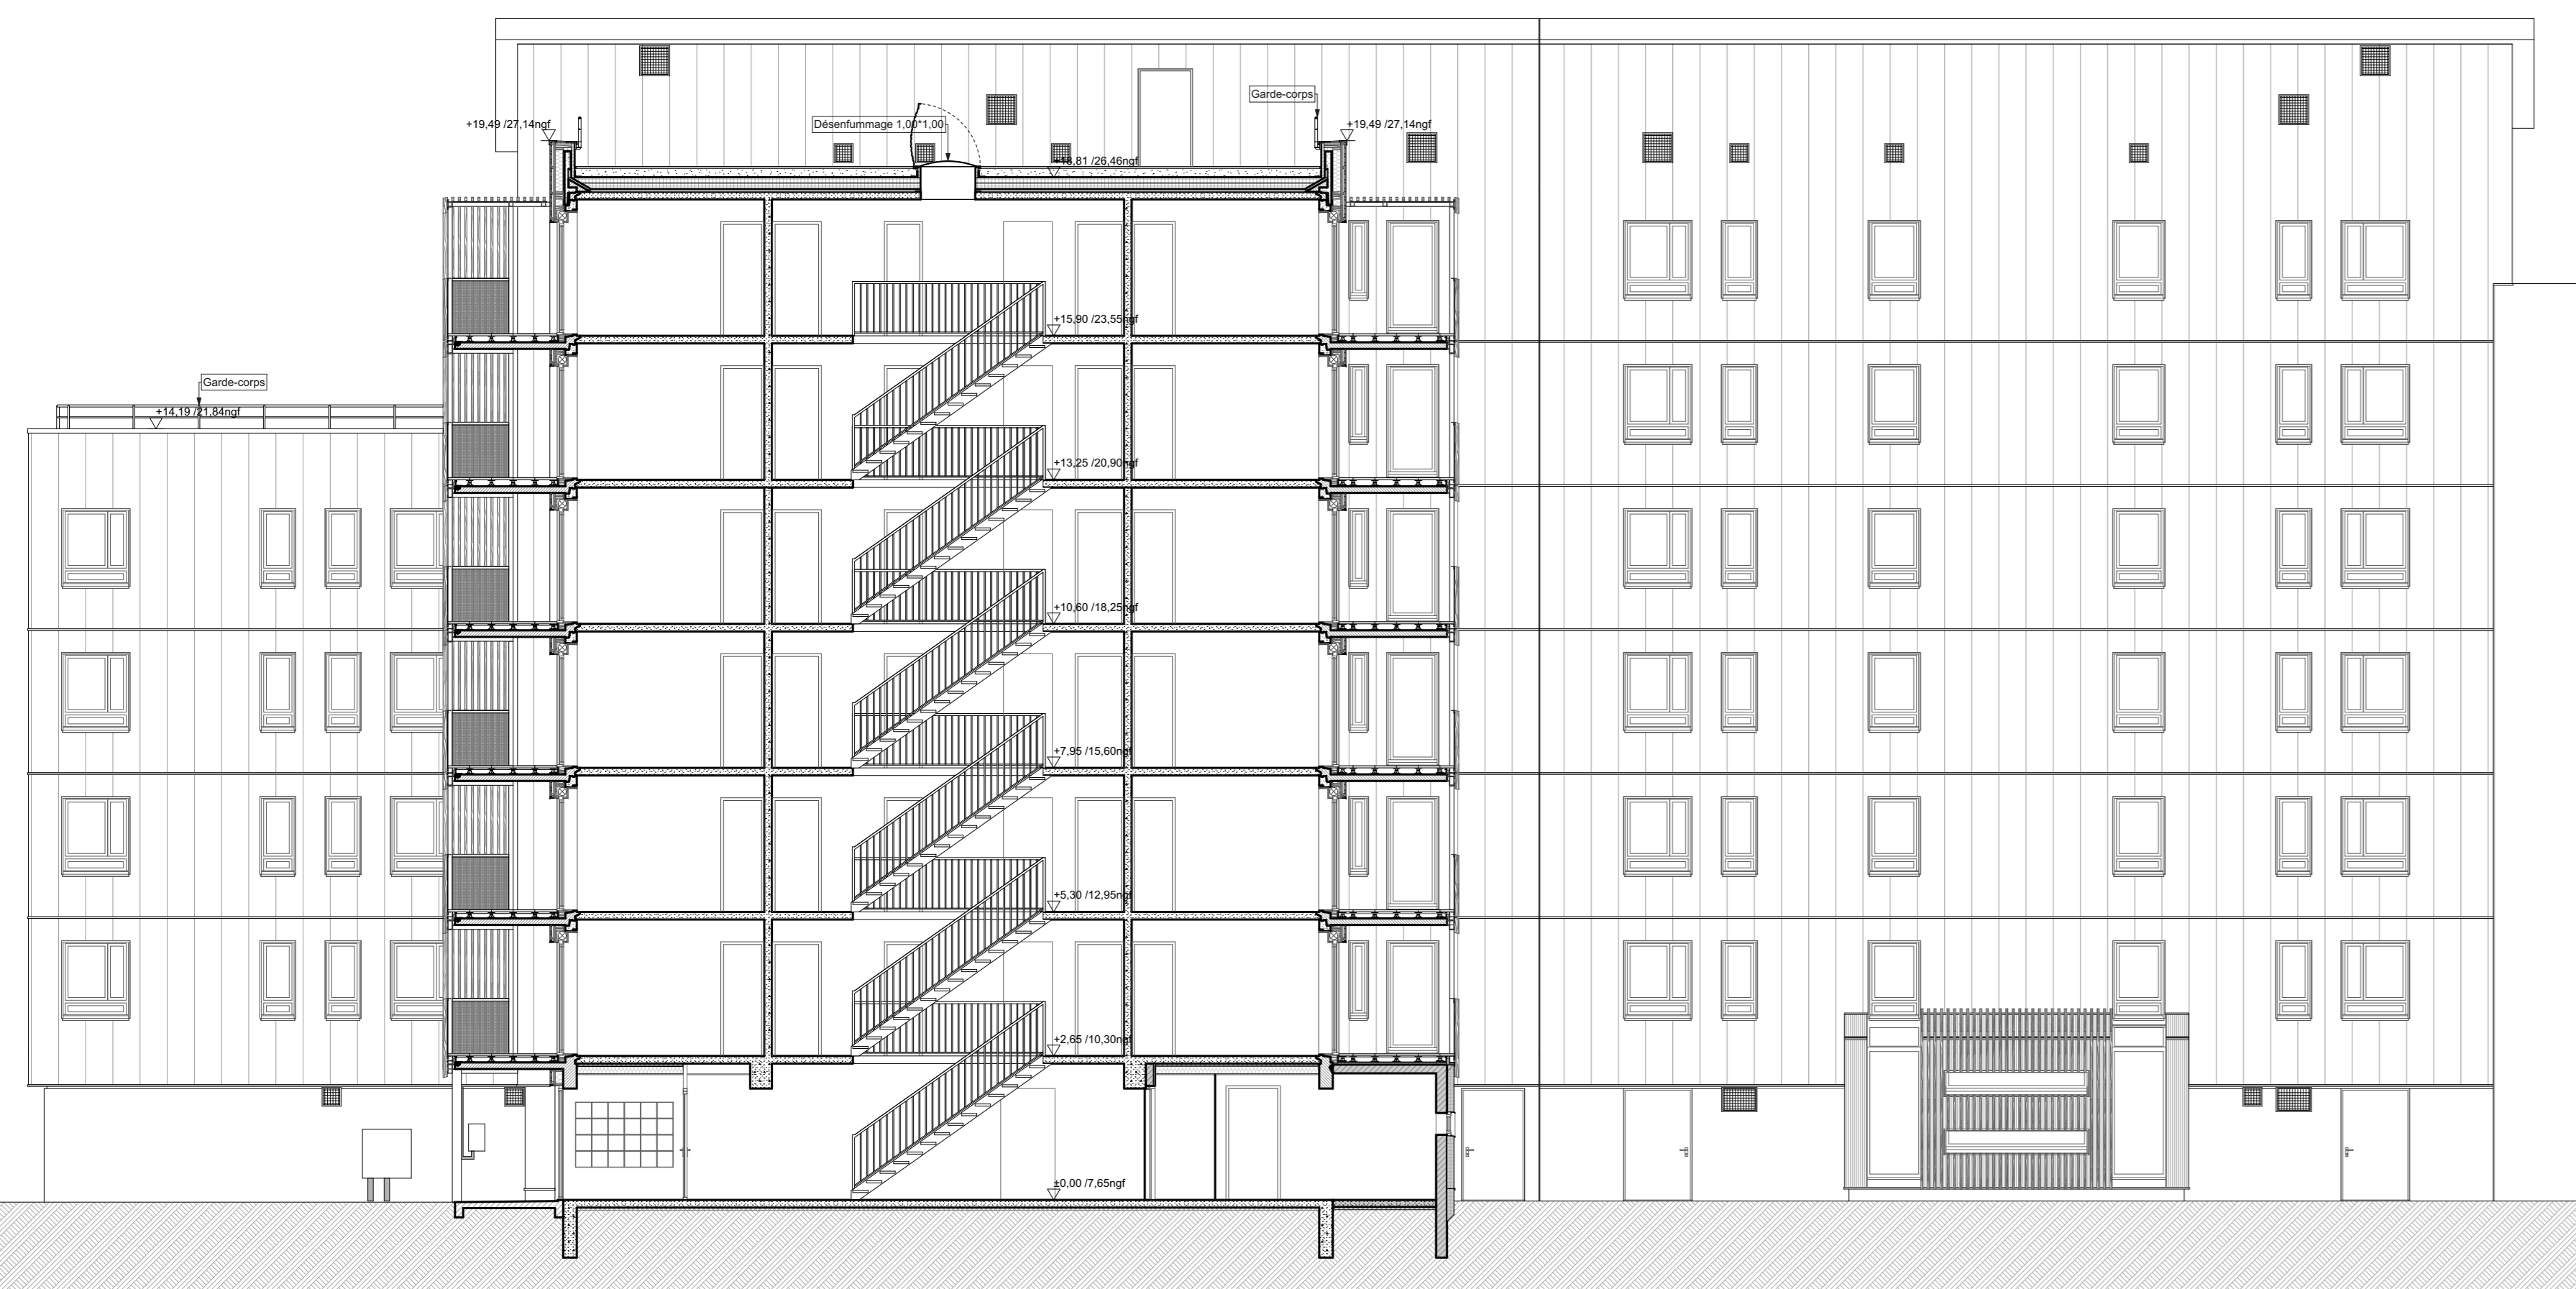 Garde-corps
+19,49 /27,14ngf
Désenfummage 1,00*1,00
+19,49 /27,14ngf
+18,81 /26,46ngf
+15,90 /23,55ngf
Garde-corps
+14,19 /21,84ngf
+13,25 /20,90ngf
+10,60 /18,25ngf
+7,95 /15,60ngf
+5,30 /12,95ngf
+2,65 /10,30ngf
±0,00 /7,65ngf